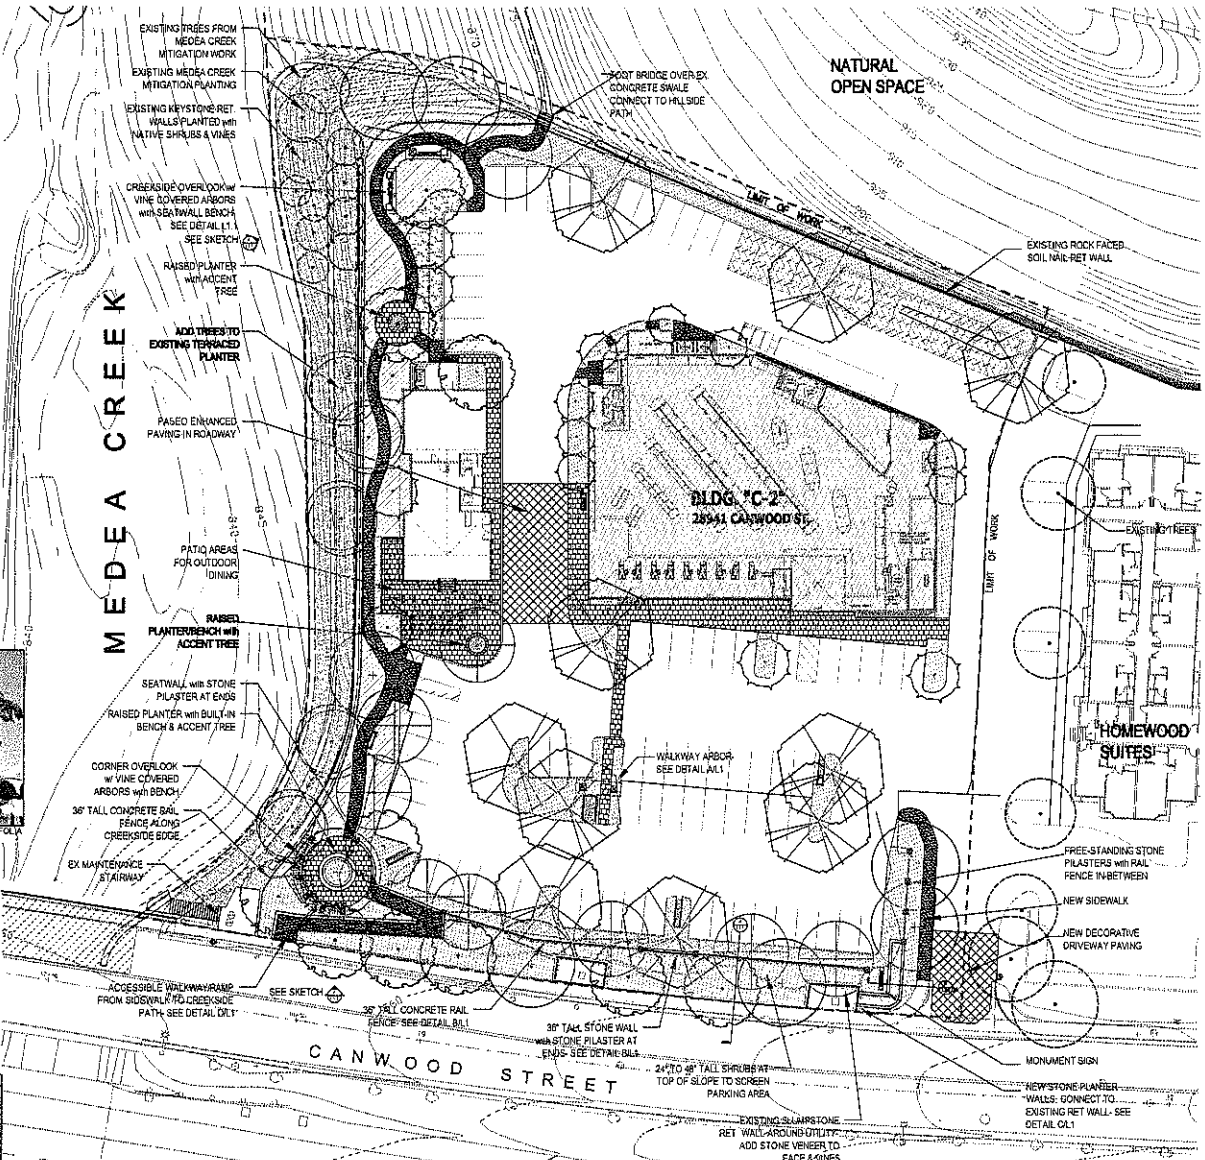 EXISTING TREES FROM
MEDEA CREEK
MITIGATION WORK
EXISTING MEDEA CREEK
MITIGATION PLANTING
EXISTING KEYSTONE RET.
WALLS PLANTED with
NATIVE SHRUBS & VINES
CREEKSIDE OVERLOOK w/
VINE COVERED ARBORS
with SEATWALL BENCH
SEE DETAIL L1.1
SEE SKETCH
RAISED PLANTER
with ACCENT
TREE
ADD TREES TO
EXISTING TERRACED
PLANTER
PASEO ENHANCED
PAVING IN ROADWAY
MEDEA CREEK
840
845
PATIO AREAS
FOR OUTDOOR
DINING
RAISED
PLANTER/BENCH with
ACCENT TREE
SEATWALL with STONE
PILASTER AT ENDS
RAISED PLANTER with BUILT-IN
BENCH & ACCENT TREE
CORNER OVERLOOK
w/ VINE COVERED
ARBORS with BENCH
36" TALL CONCRETE RAIL
FENCE ALONG
CREEKSIDE EDGE
EX MAINTENANCE
STAIRWAY
ACCESSIBLE WALKWAY/RAMP
FROM SIDEWALK TO CREEKSIDE
PATH- SEE DETAIL D/L1
SEE SKETCH
FOOT BRIDGE OVER EX.
CONCRETE SWALE
CONNECT TO HILLSIDE
PATH
NATURAL
OPEN SPACE
LIMIT OF WORK
EXISTING ROCK FACED
SOIL NAIL RET WALL
BLDG. "C-2"
28941 CANWOOD ST.
LIMIT OF WORK
EXISTING TREES
HOMEWOOD
SUITES
WALKWAY ARBOR-
SEE DETAIL A/L1
FREE-STANDING STONE
PILASTERS with RAIL
FENCE IN-BETWEEN
NEW SIDEWALK
NEW DECORATIVE
DRIVEWAY PAVING
36" TALL CONCRETE RAIL
FENCE- SEE DETAIL B/L1
36" TALL STONE WALL
with STONE PILASTER AT
ENDS- SEE DETAIL B/L1
24" TO 48" TALL SHRUBS AT
TOP OF SLOPE TO SCREEN
PARKING AREA
EXISTING SLUMPSTONE
RET WALL AROUND UTILITY-
ADD STONE VENEER TO
FACE & VINES
MONUMENT SIGN
NEW STONE PLANTER
WALLS: CONNECT TO
EXISTING RET WALL- SEE
DETAIL C/L1
CANWOOD STREET